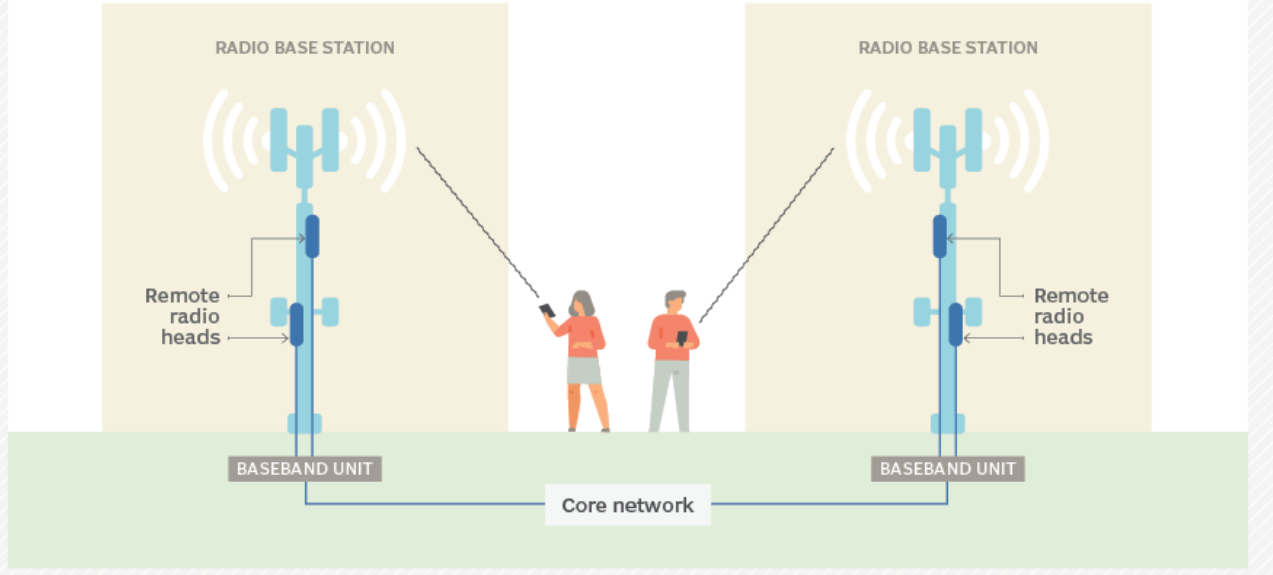 RADIO BASE STATION
RADIO BASE STATION
Remote
radio
heads
Remote
radio
heads
BASEBAND UNIT
BASEBAND UNIT
Core network